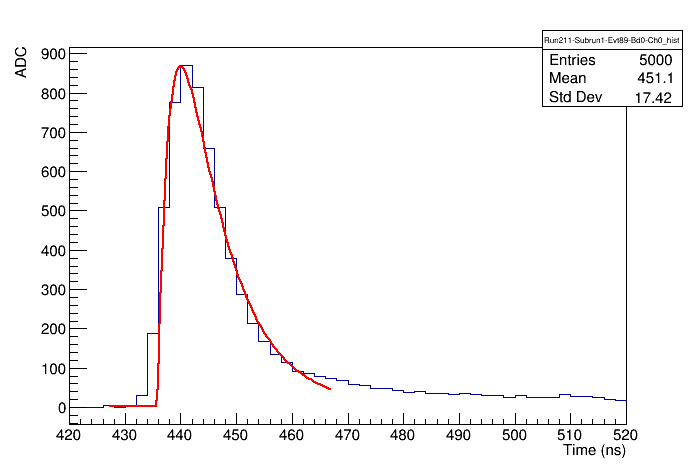 Run211-Subrun1-Evt89-Bd0-Ch0_hist
Entries 5000
Mean 451.1
Std Dev 17.42
ADC
900
800
700
600
500
400
300
200
100
0
420 430 440 450 460 470 480 490 500 510 520
Time (ns)